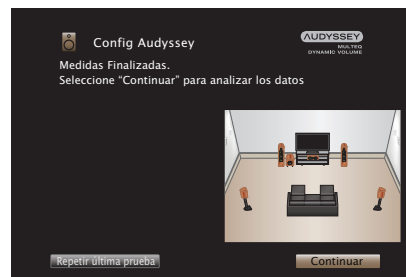 Config Audyssey
AUDYSSEY
MULTEQ
DYNAMIC VOLUME
Medidas Finalizadas.
Seleccione “Continuar” para analizar los datos
Repetir última prueba
Continuar